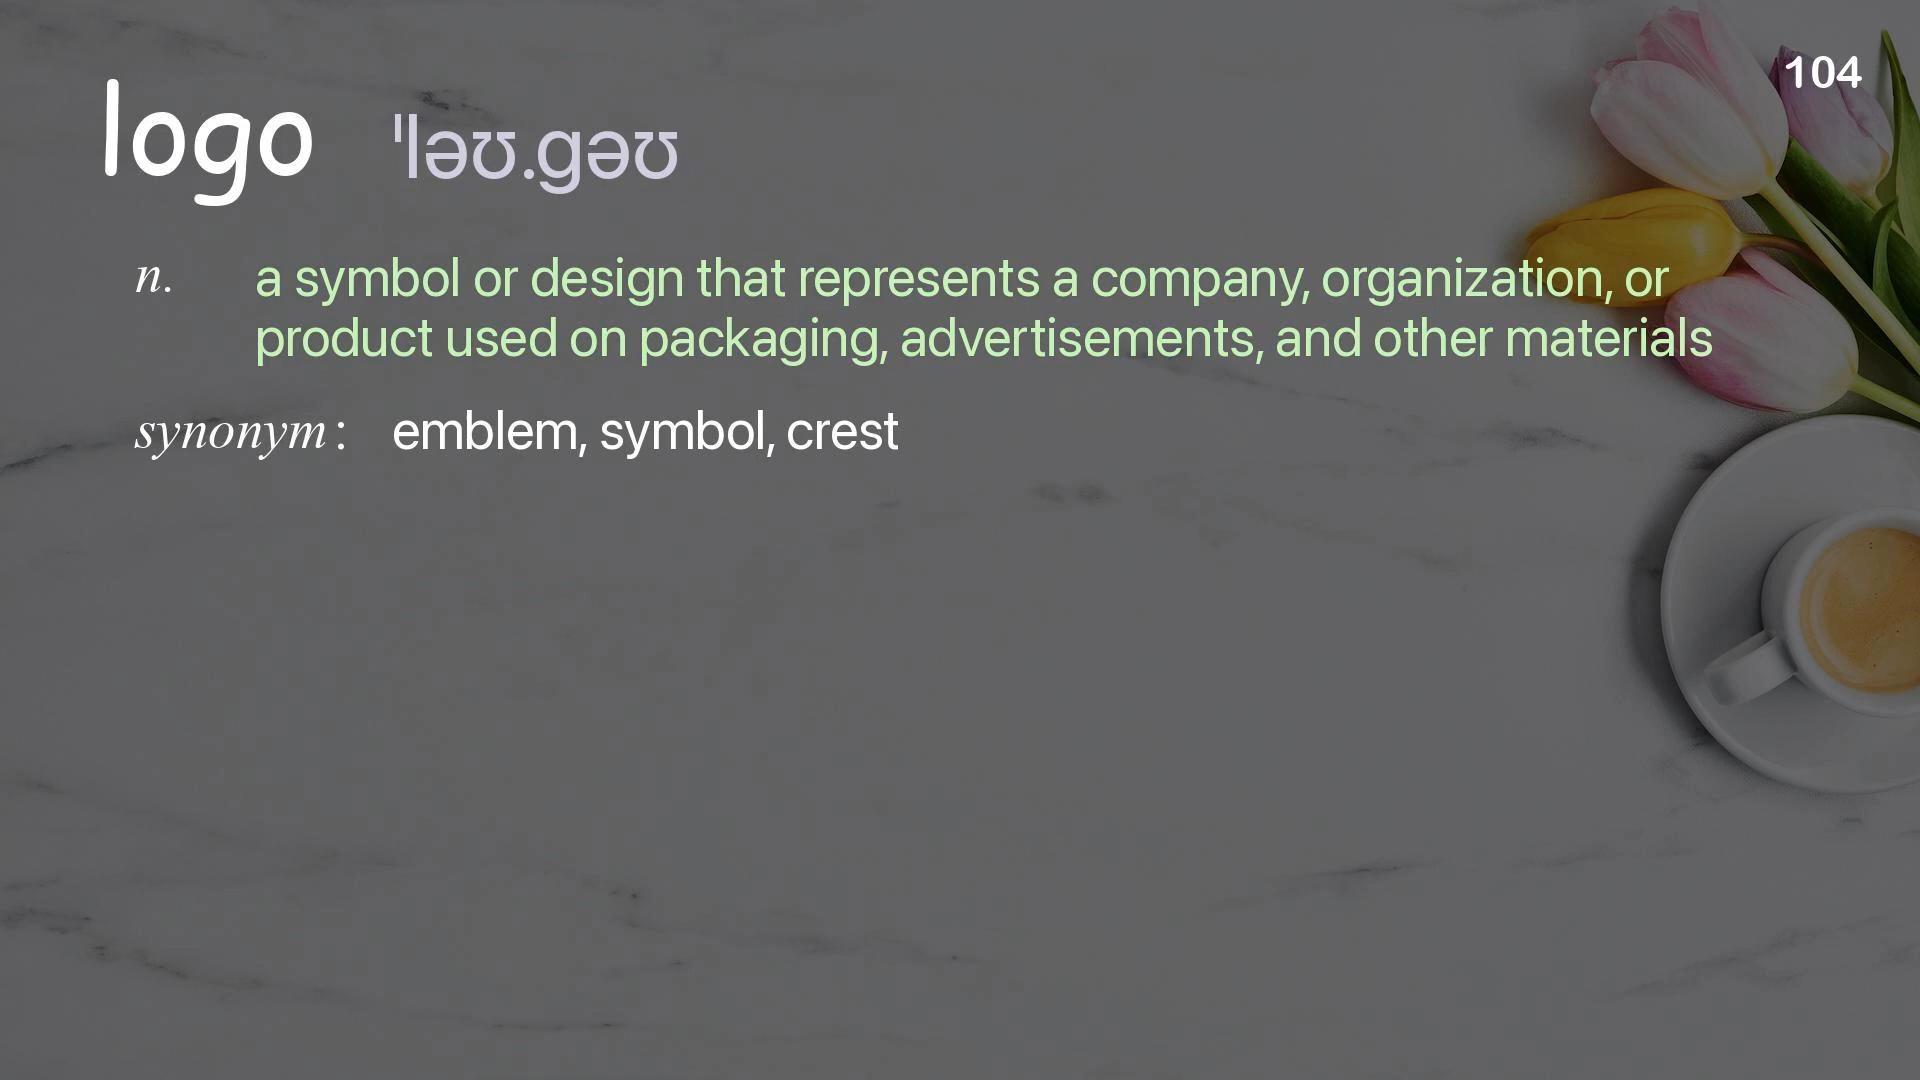 104
logo ˈləʊ.gəʊ
n. a symbol or design that represents a company, organization, or
product used on packaging, advertisements, and other materials
synonym: emblem, symbol, crest